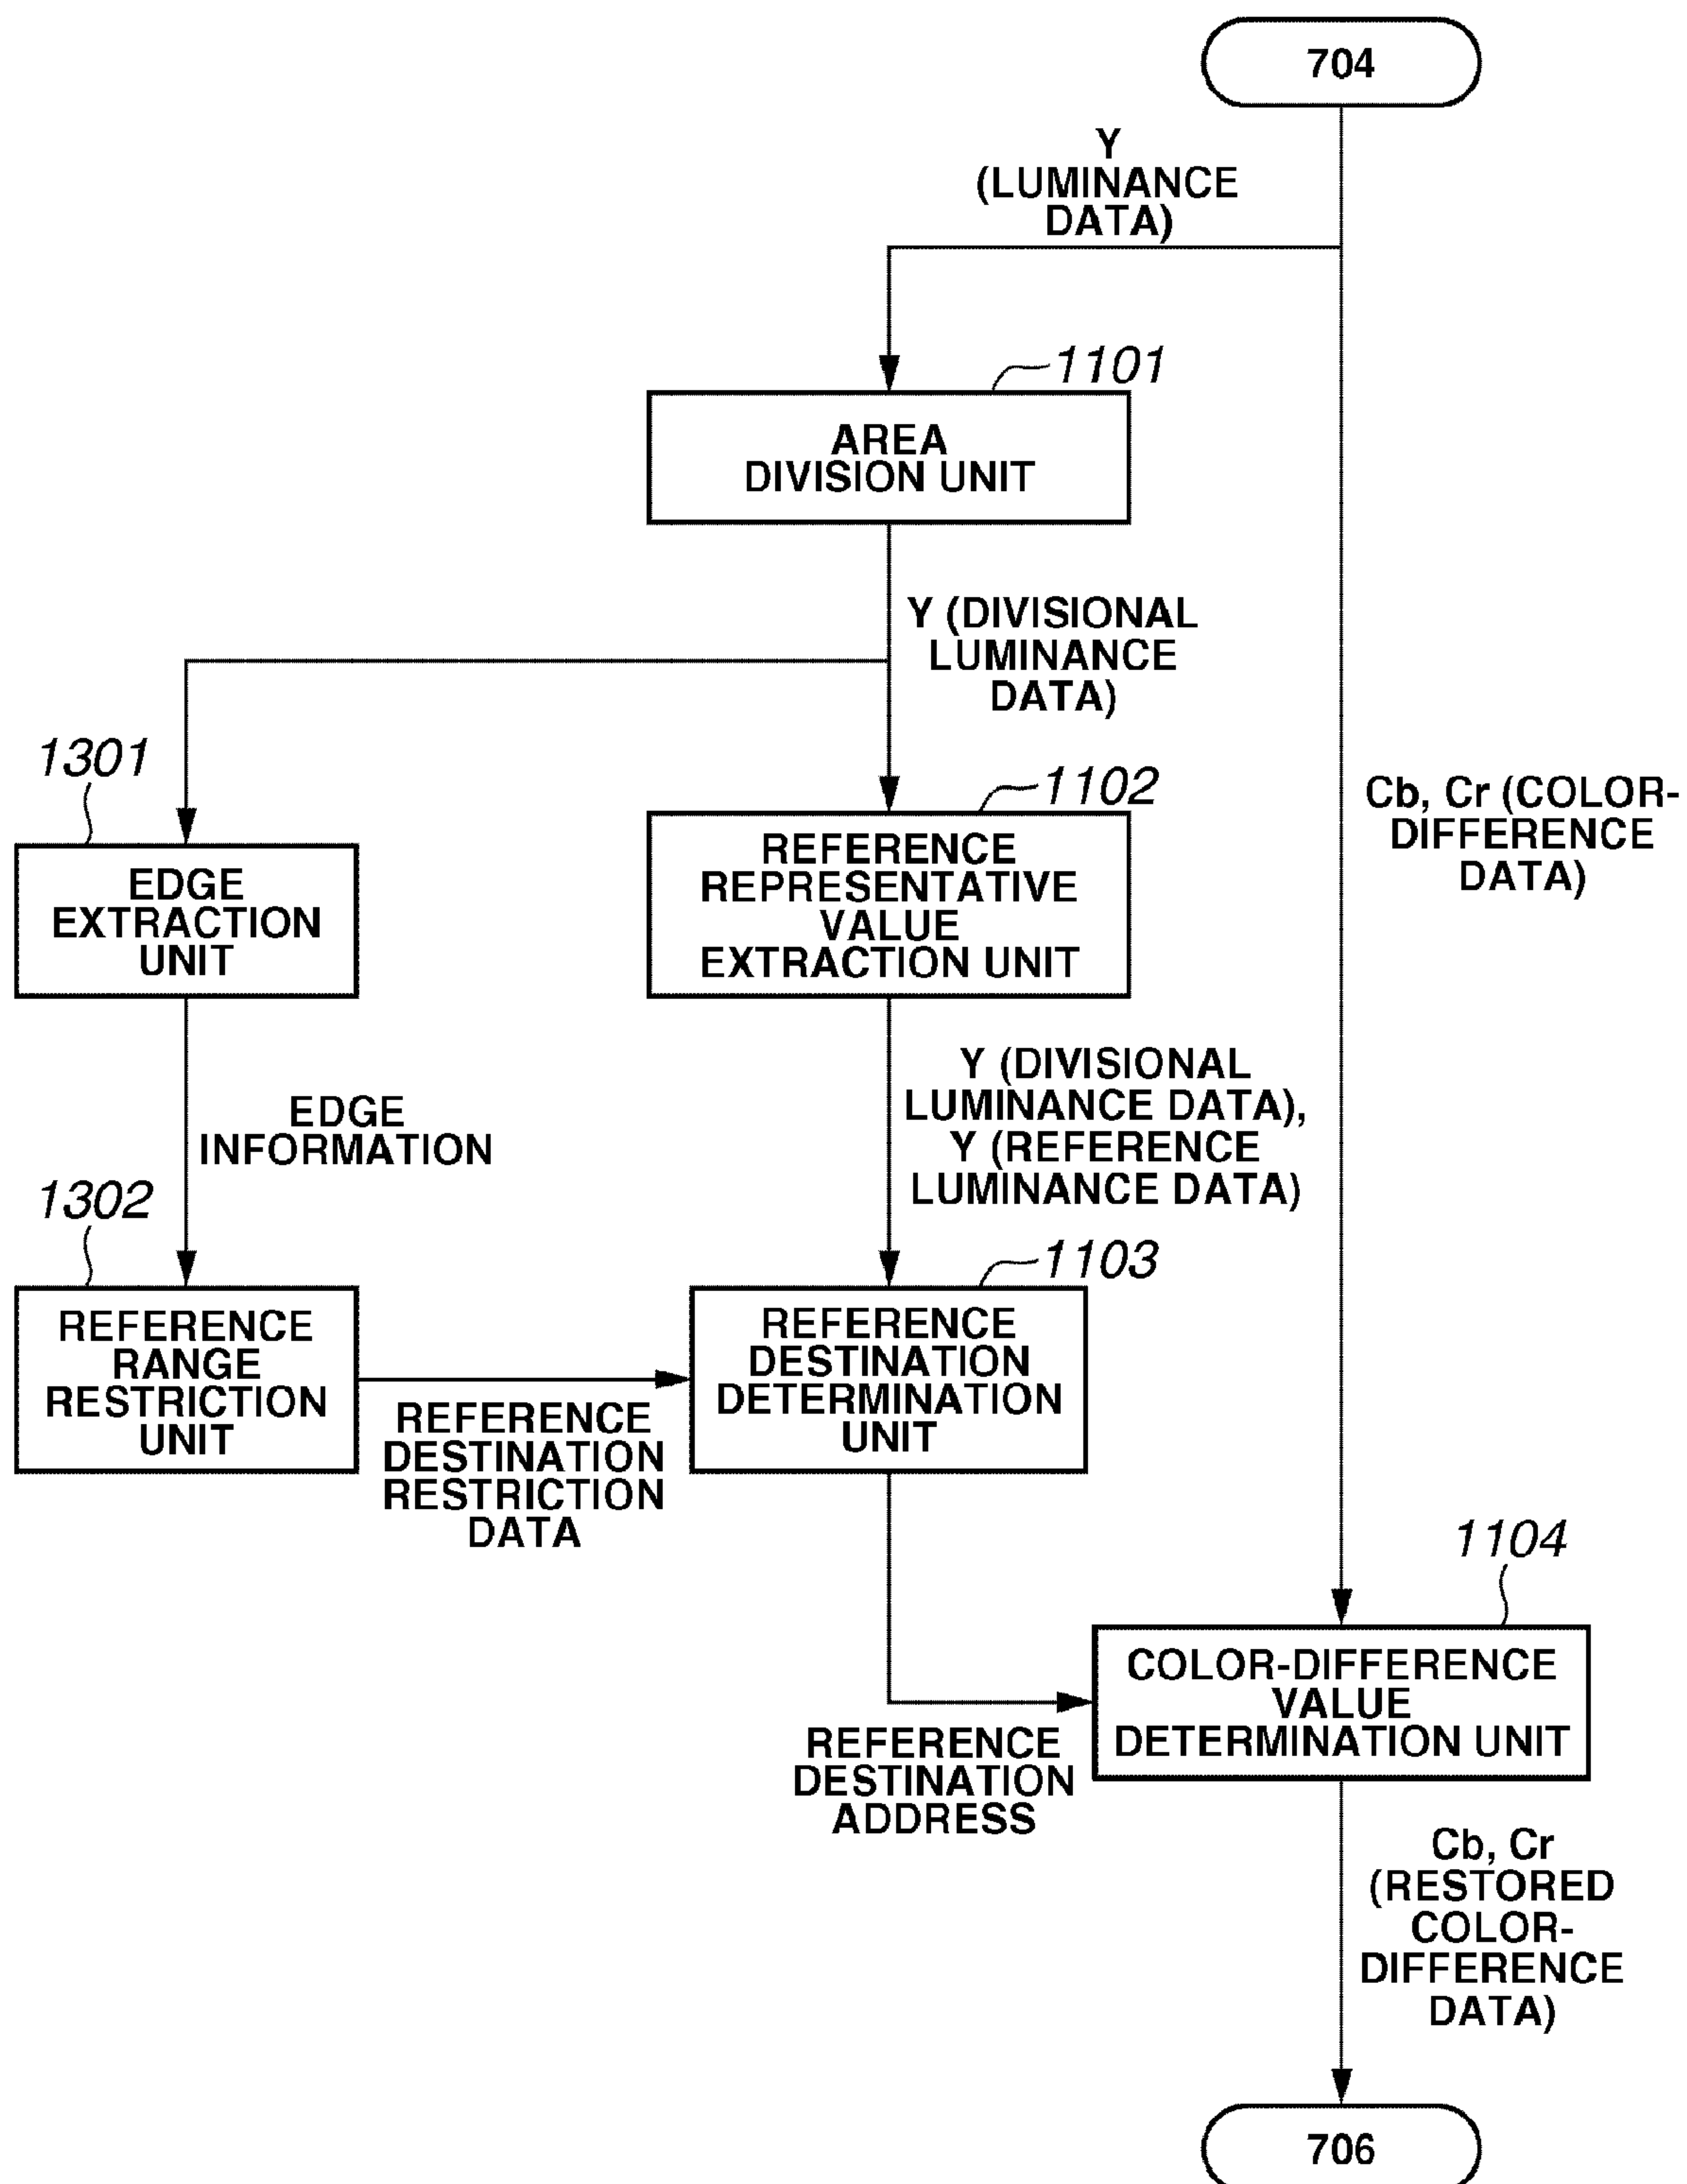 704
Y
(LUMINANCE
DATA)
1101
AREA
DIVISION UNIT
Y (DIVISIONAL
LUMINANCE
DATA)
1301
EDGE
EXTRACTION
UNIT
1102
REFERENCE
REPRESENTATIVE
VALUE
EXTRACTION UNIT
Cb, Cr (COLOR-
DIFFERENCE
DATA)
EDGE
INFORMATION
Y (DIVISIONAL
LUMINANCE DATA),
Y (REFERENCE
LUMINANCE DATA)
1302
REFERENCE
RANGE
RESTRICTION
UNIT
REFERENCE
DESTINATION
RESTRICTION
DATA
1103
REFERENCE
DESTINATION
DETERMINATION
UNIT
REFERENCE
DESTINATION
ADDRESS
1104
COLOR-DIFFERENCE
VALUE
DETERMINATION UNIT
Cb, Cr
(RESTORED
COLOR-
DIFFERENCE
DATA)
706